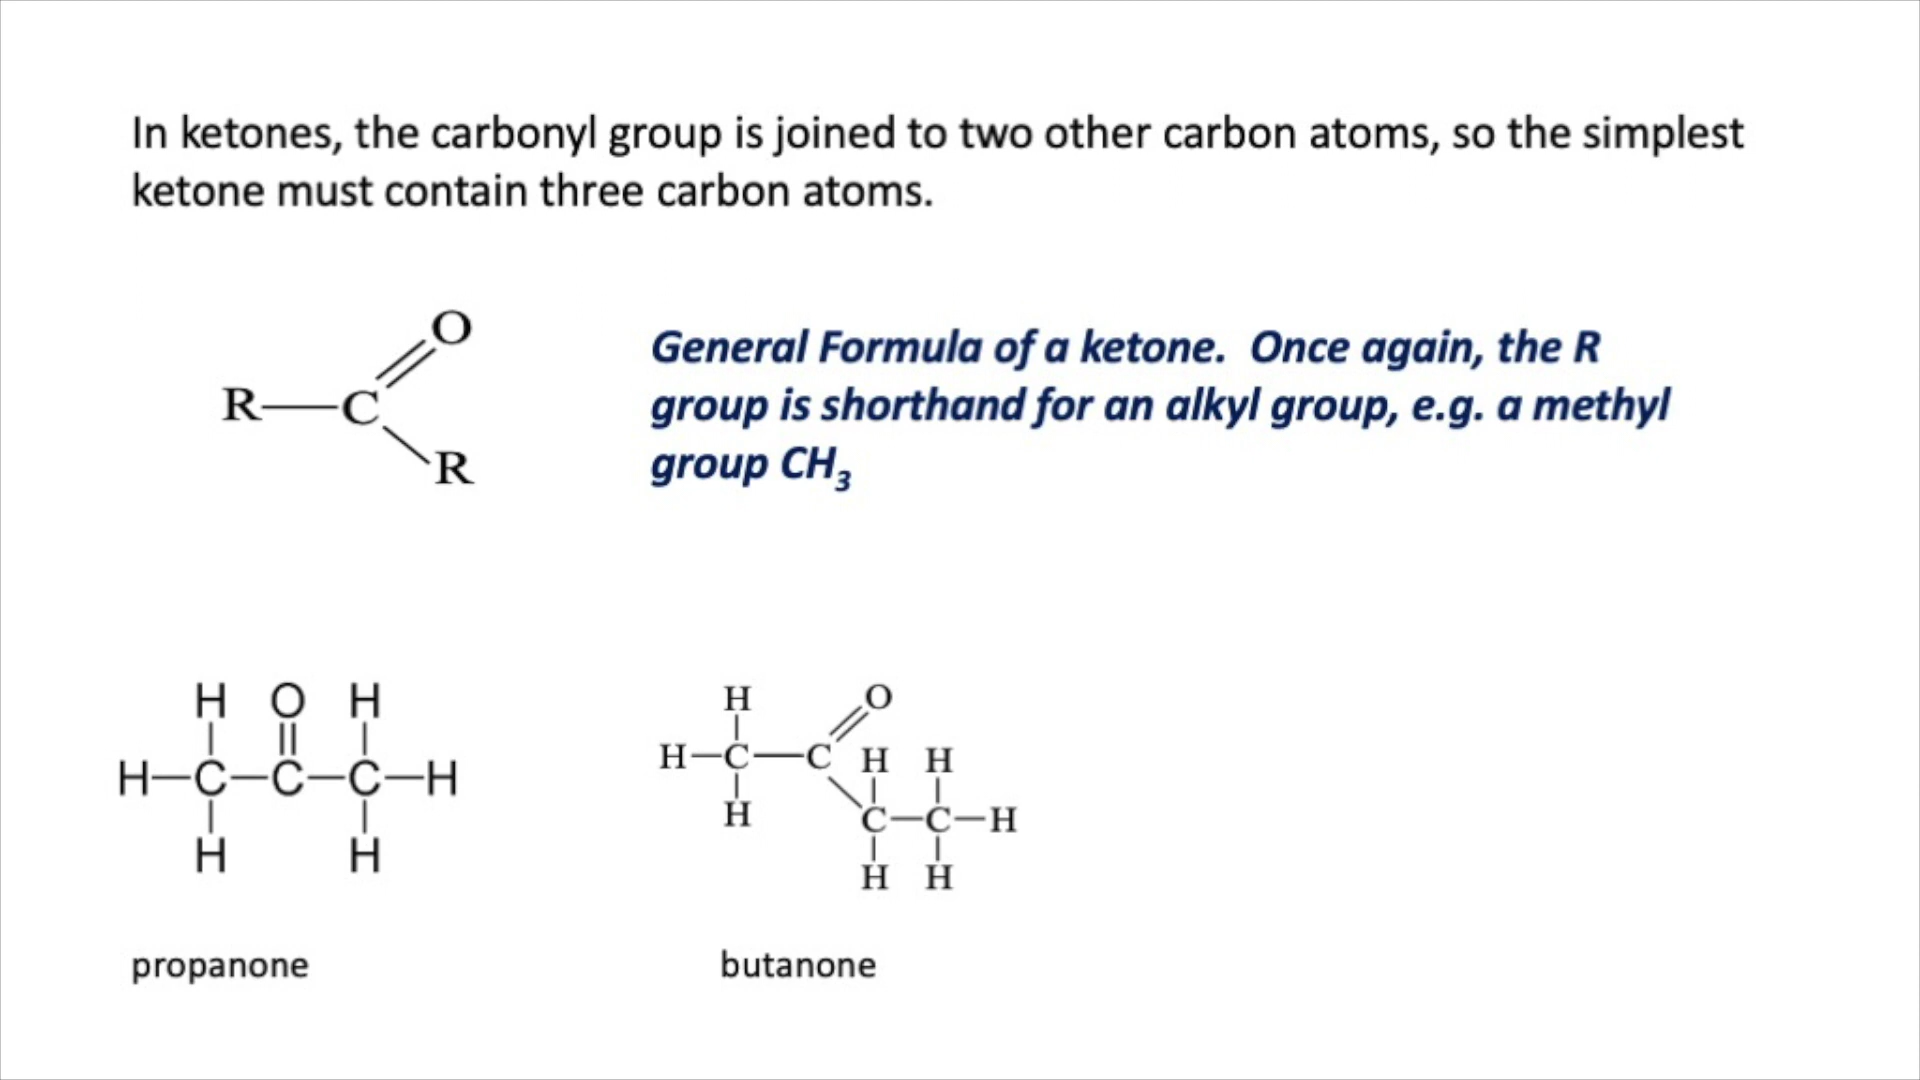 In ketones, the carbonyl group is joined to two other carbon atoms, so the simplest
ketone must contain three carbon atoms.
O
R—C
R
General Formula of a ketone.  Once again, the R
group is shorthand for an alkyl group, e.g. a methyl
group CH₃
H O H
H—C—C—C—H
H H
H O
H—C—C H H
H C—C—H
H H
propanone
butanone